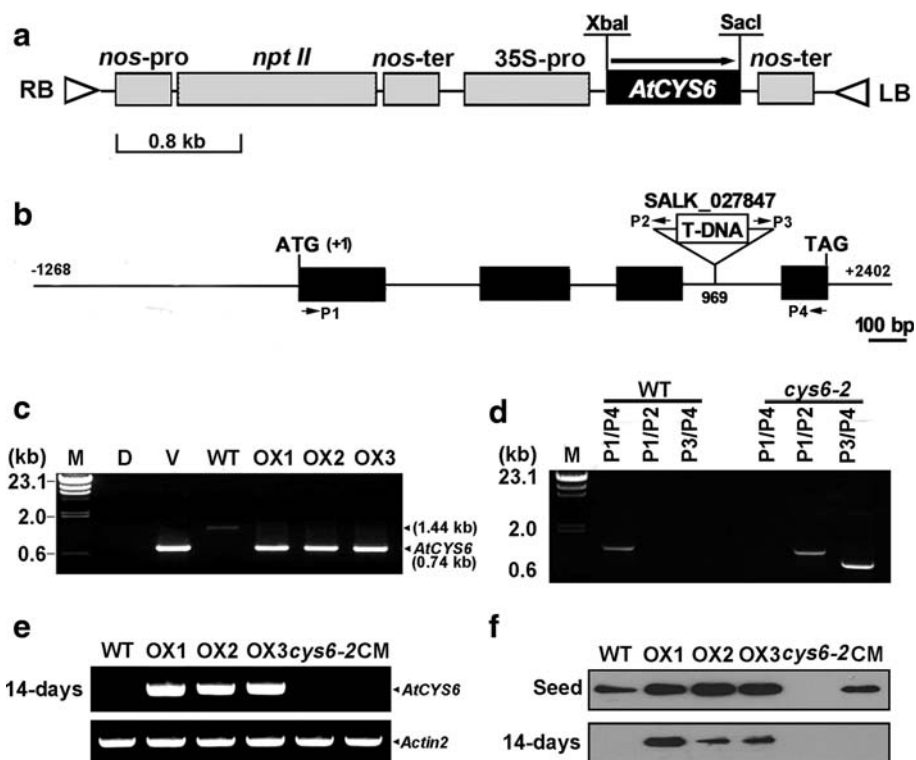 a
XbaI SacI
nos-pro npt II nos-ter 35S-pro nos-ter
RB AtCYS6 LB
0.8 kb
b
SALK_027847
P2 T-DNA P3
ATG (+1) TAG
-1268 +2402
969
P1 P4
100 bp
c
(kb) M D V WT OX1 OX2 OX3
23.1
2.0
(1.44 kb)
0.6 AtCYS6
(0.74 kb)
d
WT cys6-2
M P1/P4 P1/P2 P3/P4 P1/P4 P1/P2 P3/P4
(kb)
23.1
2.0
0.6
e
WT OX1 OX2 OX3 cys6-2 CM
14-days AtCYS6
Actin2
f
WT OX1 OX2 OX3 cys6-2 CM
Seed
14-days